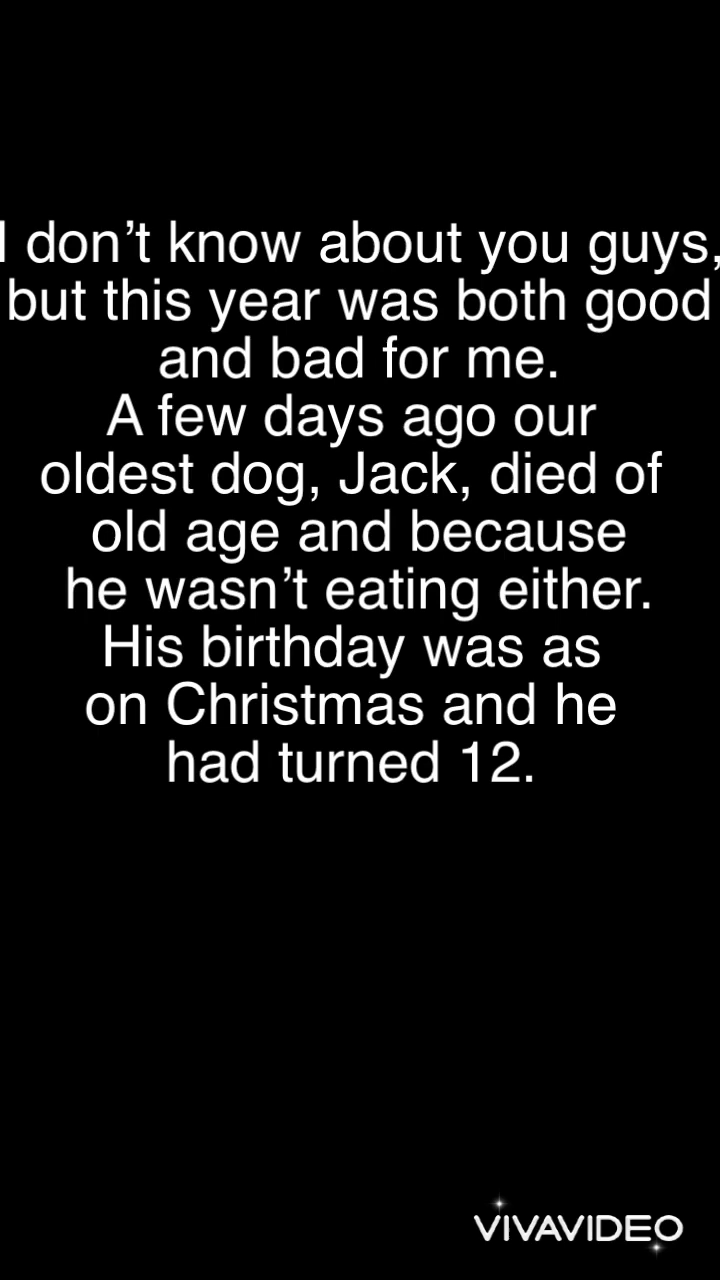 I don’t know about you guys,
but this year was both good
and bad for me.
A few days ago our
oldest dog, Jack, died of
old age and because
he wasn’t eating either.
His birthday was as
on Christmas and he
had turned 12.
VIVAVIDEO